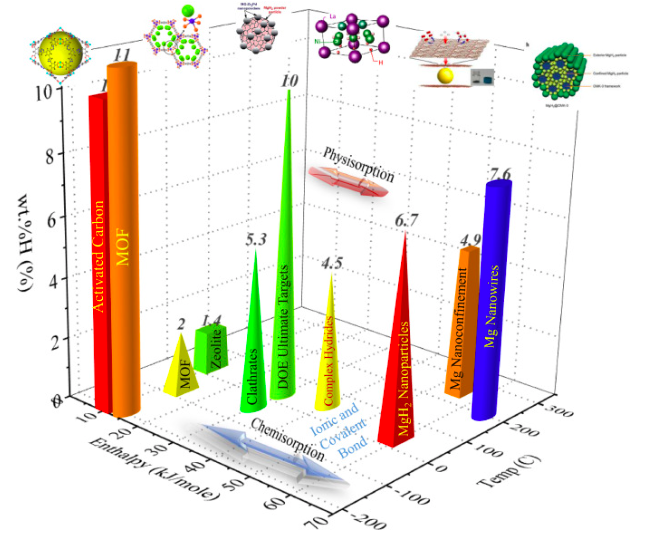 La
Ni
H
11
10
10
8
6
4
2
0
wt.%H (%)
Activated Carbon
MOF
2
MOF
1.4
Zeolite
5.3
Clathrates
DOE Ultimate Targets
Physisorption
4.5
Complex Hydrides
6.7
MgH2 Nanoparticles
4.9
Mg Nanoconfinement
7.6
Mg Nanowires
Chemisorption
Ionic and
Covalent
Bond
10
20
30
40
50
60
70
Enthalpy (kJ/mole)
-200
-100
0
100
200
300
Temp (C)